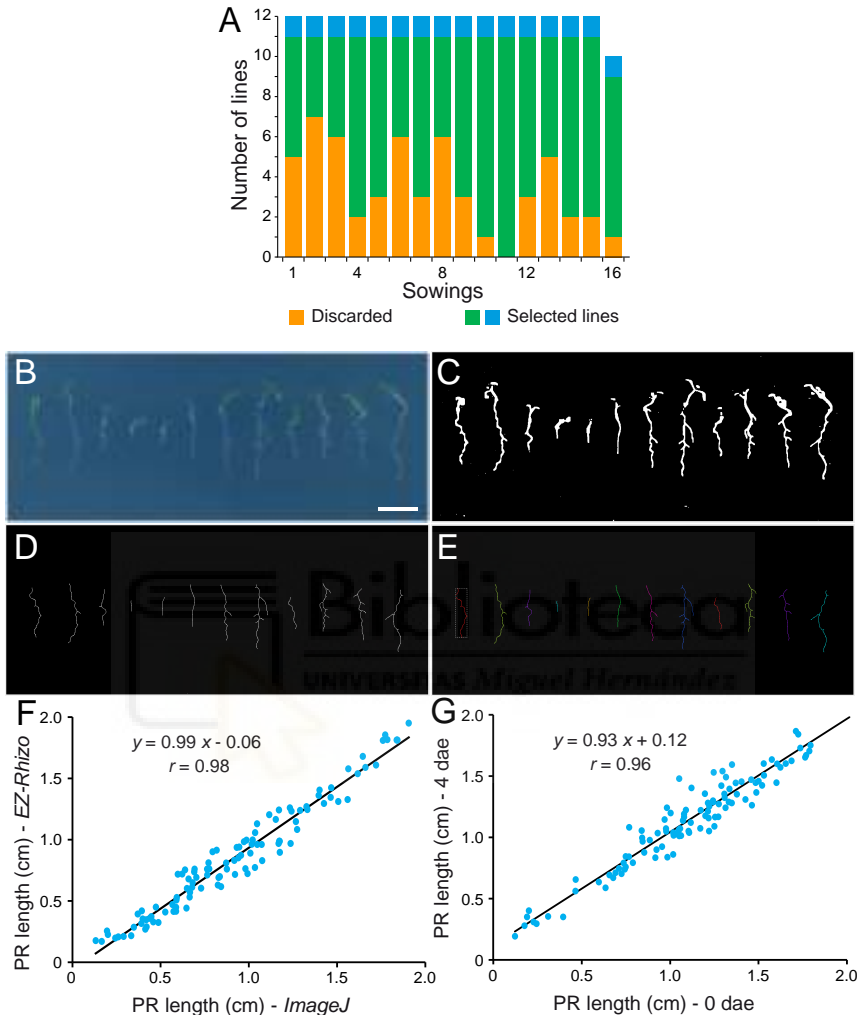 A
Number of lines
12
10
8
6
4
2
0
1 4 8 12 16
Sowings
Discarded Selected lines
B
C
D
E
Biblioteca
UNIVERSITAS Miguel Hernández
F
PR length (cm) - EZ-Rhizo
2.0
1.5
1.0
0.5
0
y = 0.99 x - 0.06
r = 0.98
0 0.5 1.0 1.5 2.0
PR length (cm) - ImageJ
G
PR length (cm) - 4 dae
2.0
1.5
1.0
0.5
0
y = 0.93 x + 0.12
r = 0.96
0 0.5 1.0 1.5 2.0
PR length (cm) - 0 dae